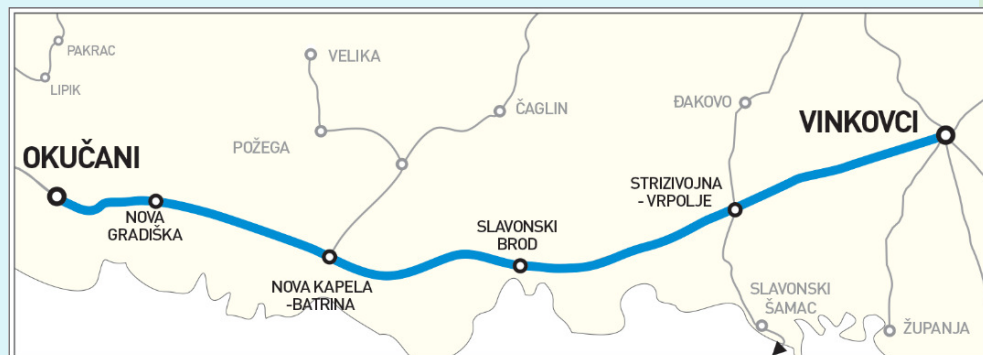 PAKRAC
LIPIK
VELIKA
ČAGLIN
ĐAKOVO
VINKOVCI
POŽEGA
OKUČANI
NOVA
GRADIŠKA
STRIZIVOJNA
- VRPOLJE
SLAVONSKI
BROD
NOVA KAPELA
-BATRINA
SLAVONSKI
ŠAMAC
ŽUPANJA